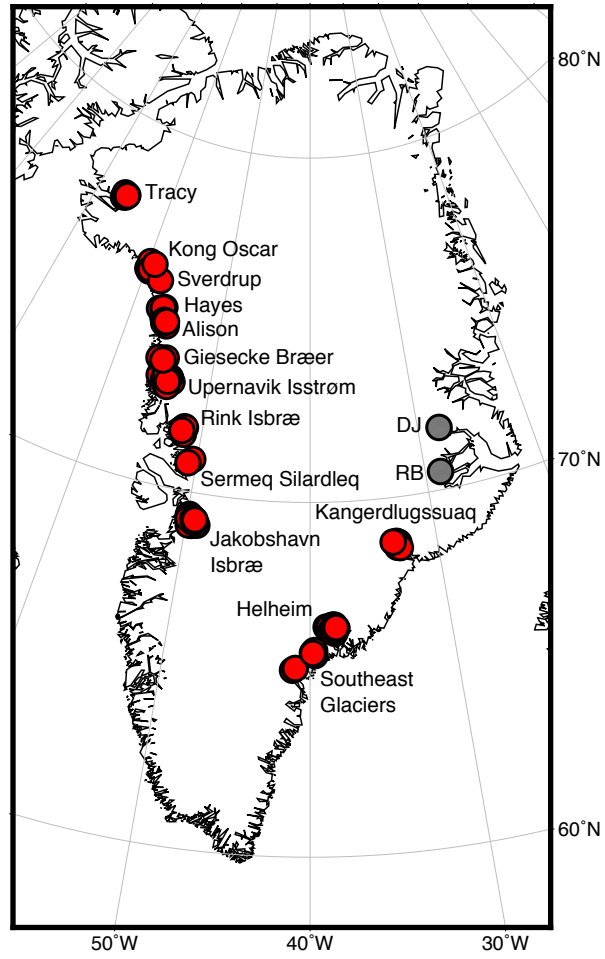 80°N
Tracy
Kong Oscar
Sverdrup
Hayes
Alison
Giesecke Bræer
Upernavik Isstrøm
Rink Isbræ
DJ
70°N
RB
Sermeq Silardleq
Kangerdlugssuaq
Jakobshavn
Isbræ
Helheim
Southeast
Glaciers
60°N
50°W
40°W
30°W